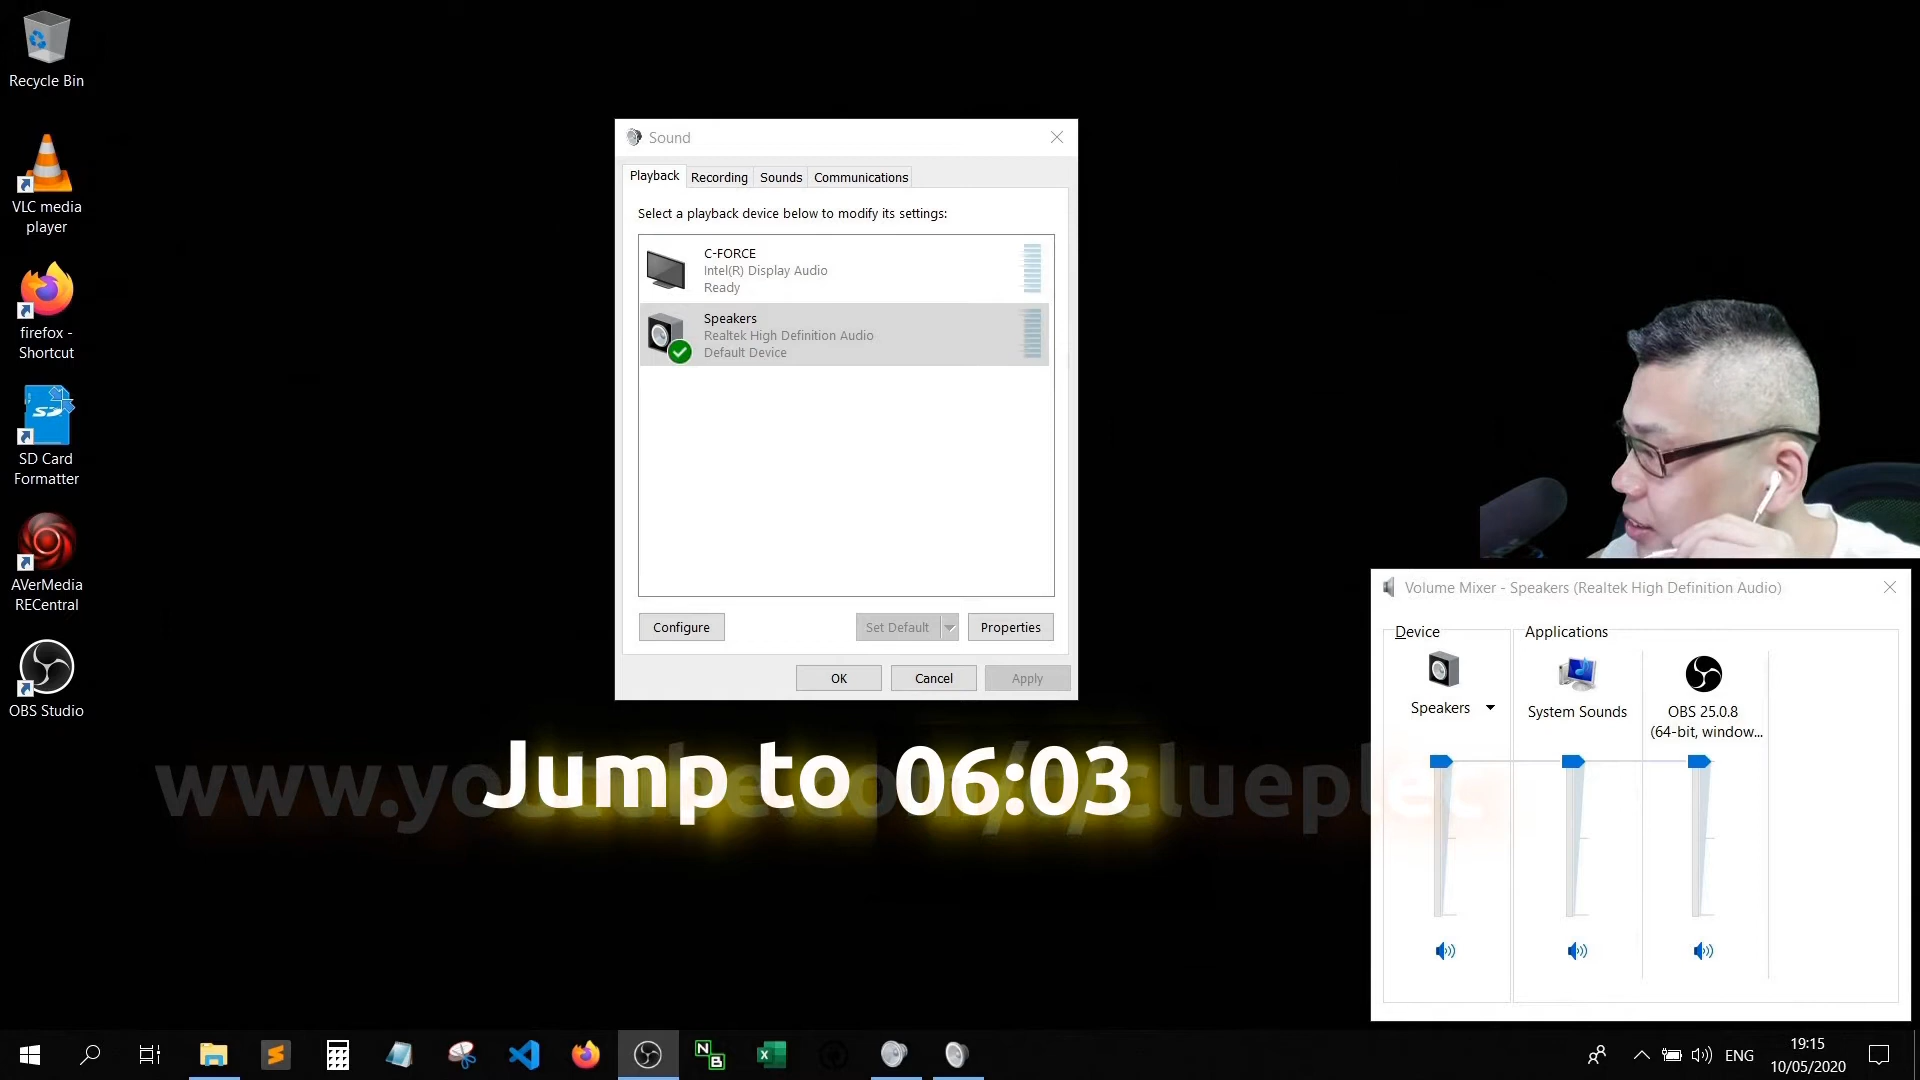 Recycle Bin
VLC media
player
firefox -
Shortcut
SD
SD Card
Formatter
AVerMedia
RECentral
OBS Studio
Sound
Playback Recording Sounds Communications
Select a playback device below to modify its settings:
C-FORCE
Intel(R) Display Audio
Ready
Speakers
Realtek High Definition Audio
Default Device
Configure Set Default Properties
OK Cancel Apply
Jump to 06:03
Volume Mixer - Speakers (Realtek High Definition Audio)
Device Applications
Speakers
System Sounds
OBS 25.0.8
(64-bit, window...
N
B
ENG
19:15
10/05/2020